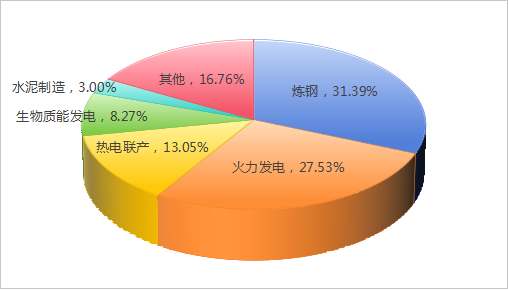 其他，16.76%
炼钢，31.39%
水泥制造，3.00%
生物质能发电，8.27%
热电联产，13.05%
火力发电，27.53%